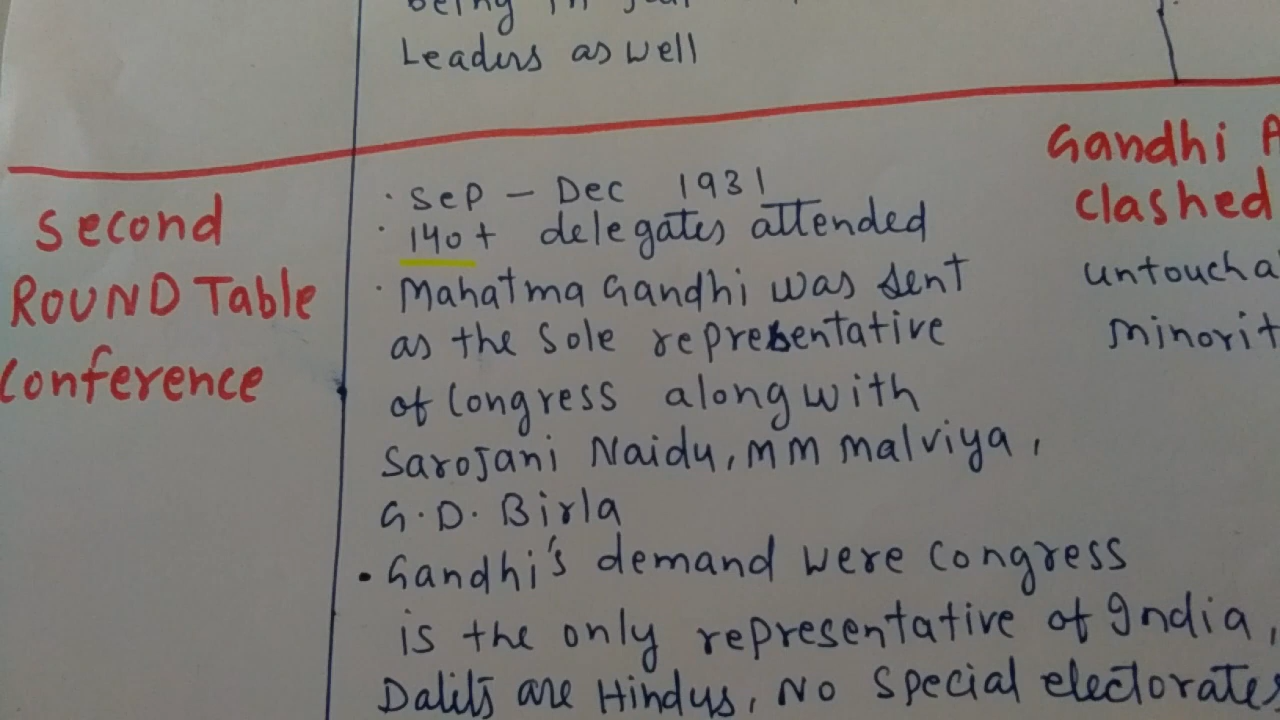 being in
Leaders as well
Second
ROUND Table
Conference
· Sep – Dec 1931
· 140+ delegates attended
· Mahatma Gandhi was sent
as the Sole representative
of Congress along with
Sarojani Naidu, MM Malviya,
G.D. Birla
• Gandhi's demand were Congress
is the only representative of India,
Dalits are Hindus, No Special electorates
Gandhi
clashed